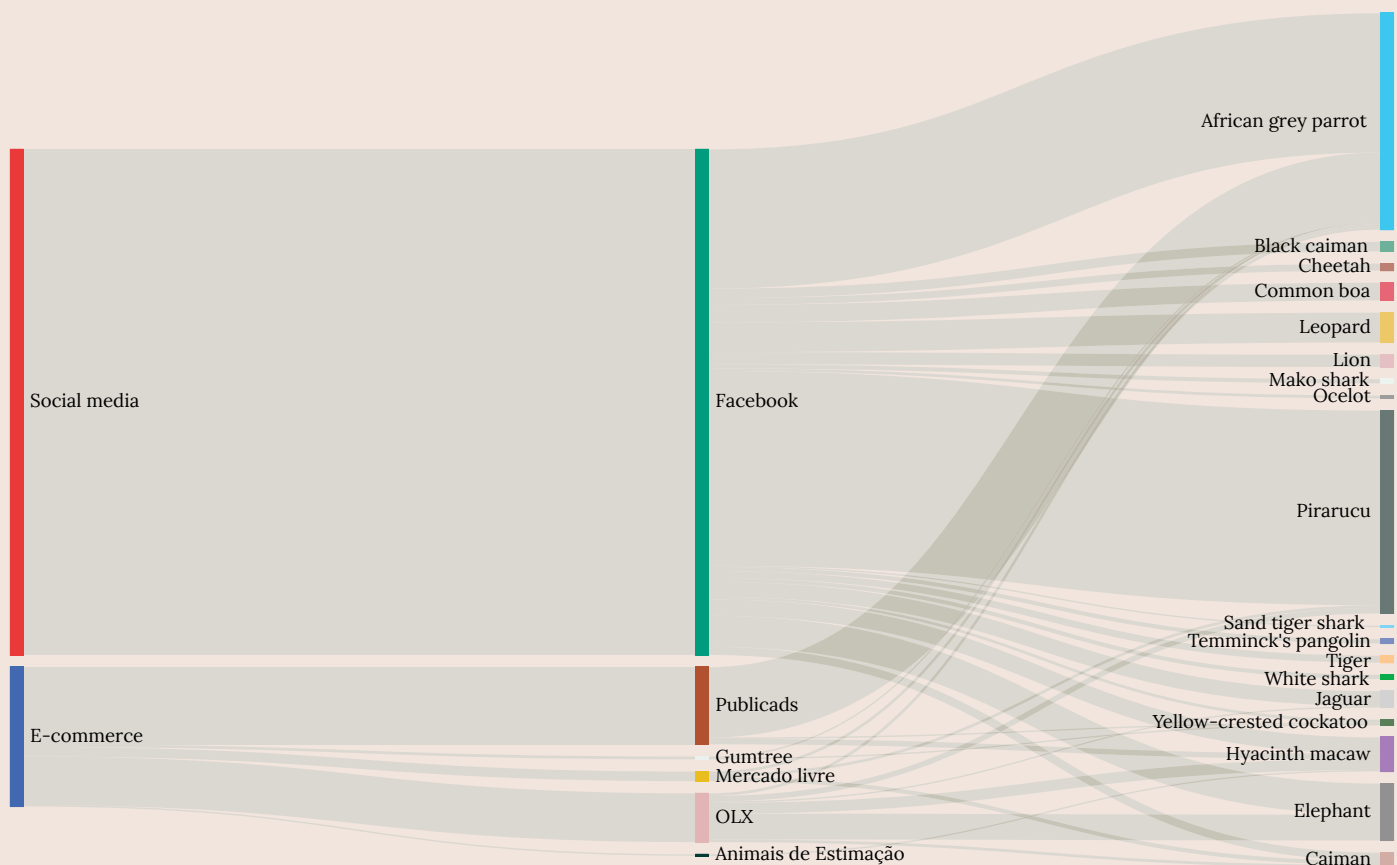 Social media
E-commerce
Facebook
Publicads
Gumtree
Mercado livre
OLX
Animais de Estimação
African grey parrot
Black caiman
Cheetah
Common boa
Leopard
Lion
Mako shark
Ocelot
Pirarucu
Sand tiger shark
Temminck's pangolin
Tiger
White shark
Jaguar
Yellow-crested cockatoo
Hyacinth macaw
Elephant
Caiman